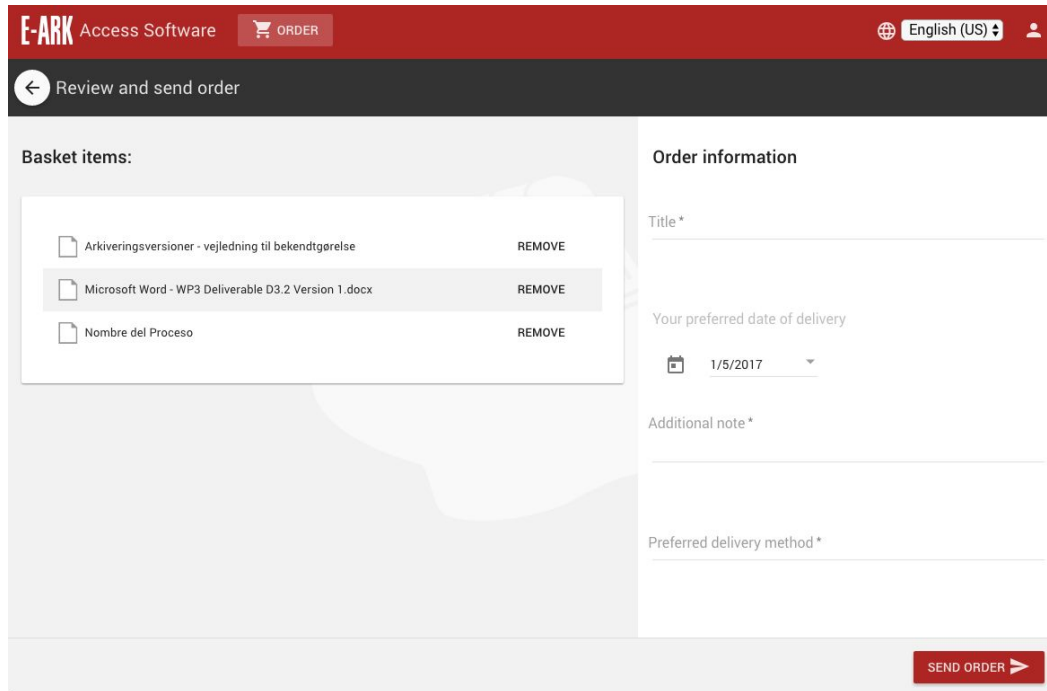 E-ARK Access Software ORDER English (US)
Review and send order
Basket items:
Arkiveringsversioner - vejledning til bekendtgørelse REMOVE
Microsoft Word - WP3 Deliverable D3.2 Version 1.docx REMOVE
Nombre del Proceso REMOVE
Order information
Title *
Your preferred date of delivery
1/5/2017
Additional note *
Preferred delivery method *
SEND ORDER